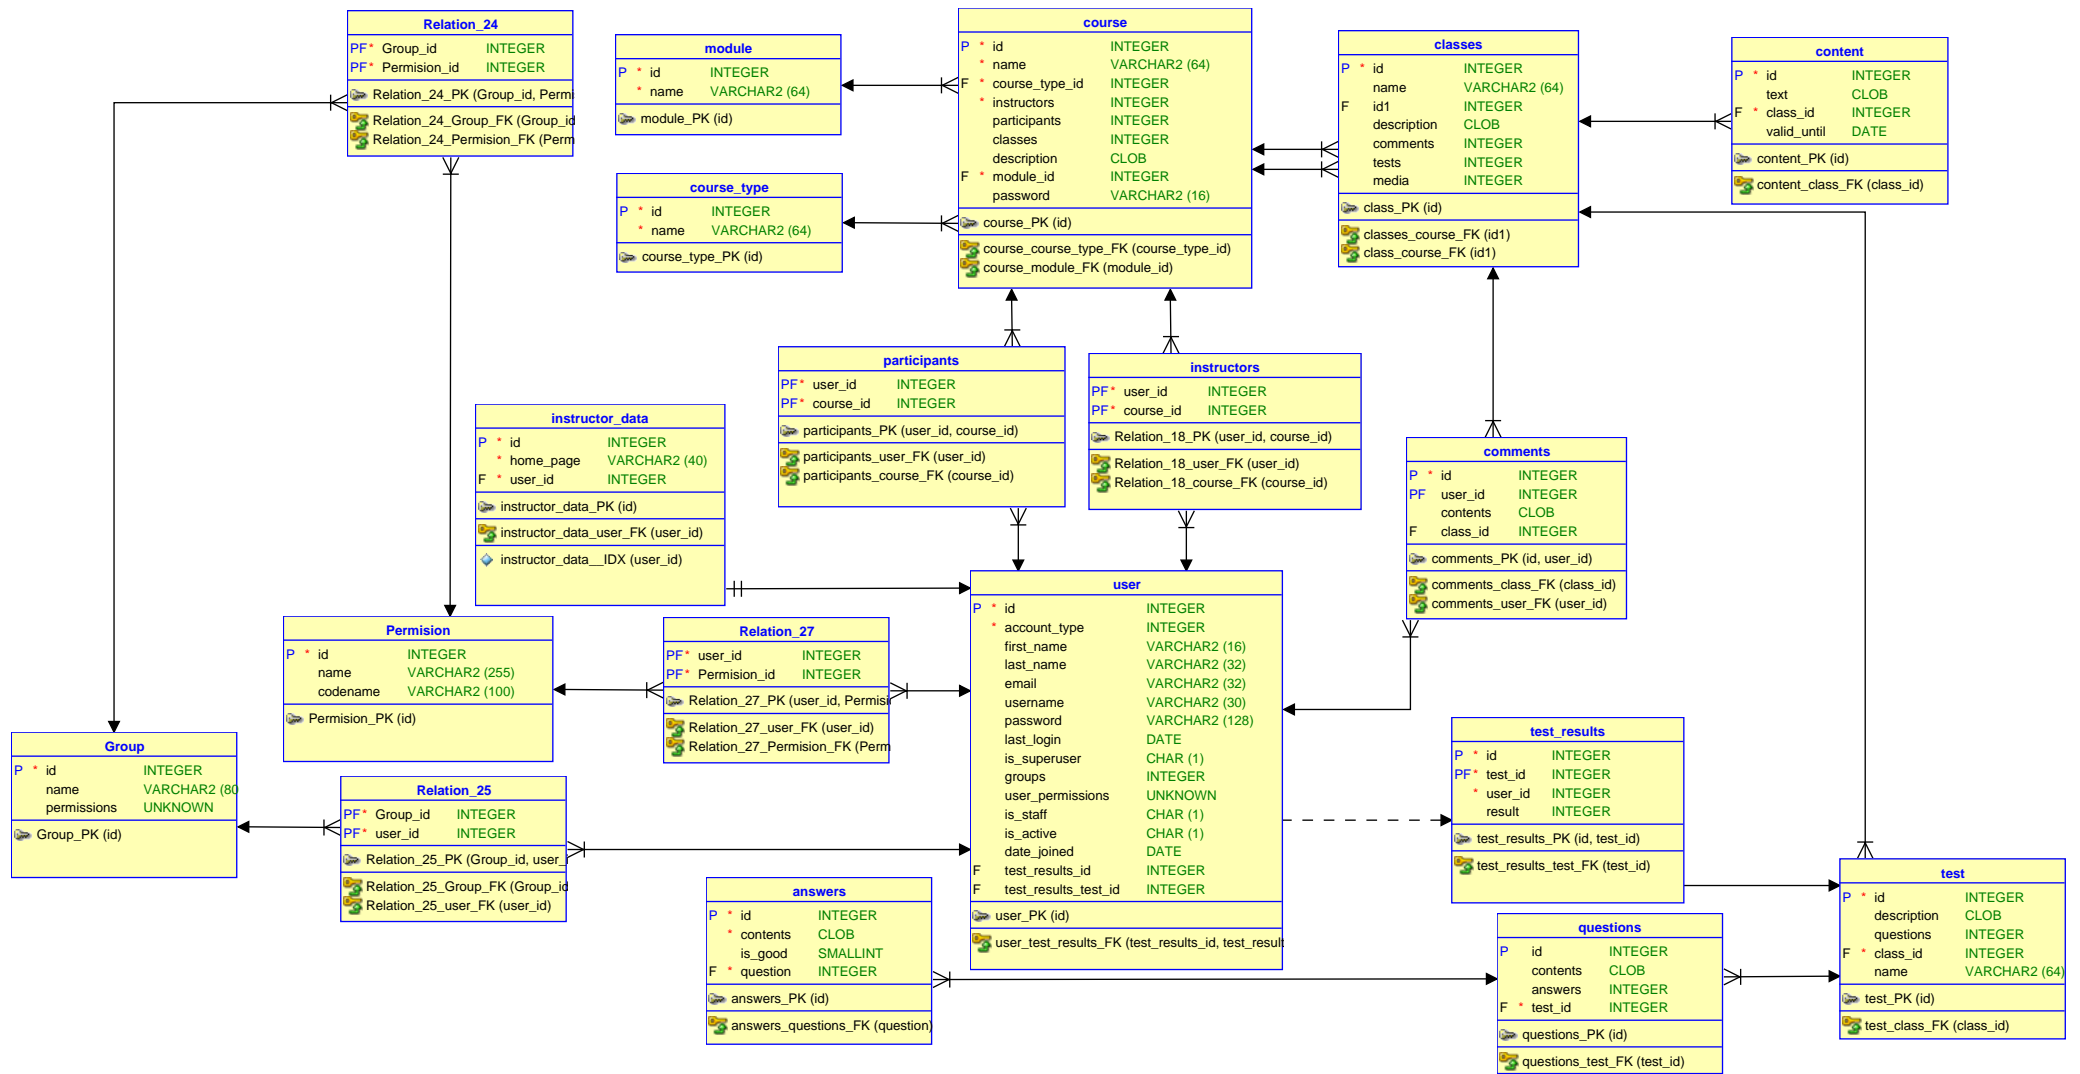 Relation_24
PF* Group_id INTEGER
PF* Permision_id INTEGER
Relation_24_PK (Group_id, Permi
Relation_24_Group_FK (Group_id
Relation_24_Permision_FK (Perm
module
P * id INTEGER
* name VARCHAR2 (64)
module_PK (id)
course_type
P * id INTEGER
* name VARCHAR2 (64)
course_type_PK (id)
course
P * id INTEGER
* name VARCHAR2 (64)
F * course_type_id INTEGER
* instructors INTEGER
participants INTEGER
classes INTEGER
description CLOB
F * module_id INTEGER
password VARCHAR2 (16)
course_PK (id)
course_course_type_FK (course_type_id)
course_module_FK (module_id)
classes
P * id INTEGER
name VARCHAR2 (64)
F id1 INTEGER
description CLOB
comments INTEGER
tests INTEGER
media INTEGER
class_PK (id)
classes_course_FK (id1)
class_course_FK (id1)
content
P * id INTEGER
text CLOB
F * class_id INTEGER
valid_until DATE
content_PK (id)
content_class_FK (class_id)
participants
PF* user_id INTEGER
PF* course_id INTEGER
participants_PK (user_id, course_id)
participants_user_FK (user_id)
participants_course_FK (course_id)
instructors
PF* user_id INTEGER
PF* course_id INTEGER
Relation_18_PK (user_id, course_id)
Relation_18_user_FK (user_id)
Relation_18_course_FK (course_id)
instructor_data
P * id INTEGER
* home_page VARCHAR2 (40)
F * user_id INTEGER
instructor_data_PK (id)
instructor_data_user_FK (user_id)
instructor_data__IDX (user_id)
comments
P * id INTEGER
PF user_id INTEGER
contents CLOB
F class_id INTEGER
comments_PK (id, user_id)
comments_class_FK (class_id)
comments_user_FK (user_id)
Permision
P * id INTEGER
name VARCHAR2 (255)
codename VARCHAR2 (100)
Permision_PK (id)
Relation_27
PF* user_id INTEGER
PF* Permision_id INTEGER
Relation_27_PK (user_id, Permisi
Relation_27_user_FK (user_id)
Relation_27_Permision_FK (Perm
user
P * id INTEGER
* account_type INTEGER
first_name VARCHAR2 (16)
last_name VARCHAR2 (32)
email VARCHAR2 (32)
username VARCHAR2 (30)
password VARCHAR2 (128)
last_login DATE
is_superuser CHAR (1)
groups INTEGER
user_permissions UNKNOWN
is_staff CHAR (1)
is_active CHAR (1)
date_joined DATE
F test_results_id INTEGER
F test_results_test_id INTEGER
user_PK (id)
user_test_results_FK (test_results_id, test_result
Group
P * id INTEGER
name VARCHAR2 (80
permissions UNKNOWN
Group_PK (id)
Relation_25
PF* Group_id INTEGER
PF* user_id INTEGER
Relation_25_PK (Group_id, user_
Relation_25_Group_FK (Group_id
Relation_25_user_FK (user_id)
test_results
P * id INTEGER
PF* test_id INTEGER
* user_id INTEGER
result INTEGER
test_results_PK (id, test_id)
test_results_test_FK (test_id)
answers
P * id INTEGER
* contents CLOB
is_good SMALLINT
F * question INTEGER
answers_PK (id)
answers_questions_FK (question)
questions
P id INTEGER
contents CLOB
answers INTEGER
F * test_id INTEGER
questions_PK (id)
questions_test_FK (test_id)
test
P * id INTEGER
description CLOB
questions INTEGER
F * class_id INTEGER
name VARCHAR2 (64)
test_PK (id)
test_class_FK (class_id)